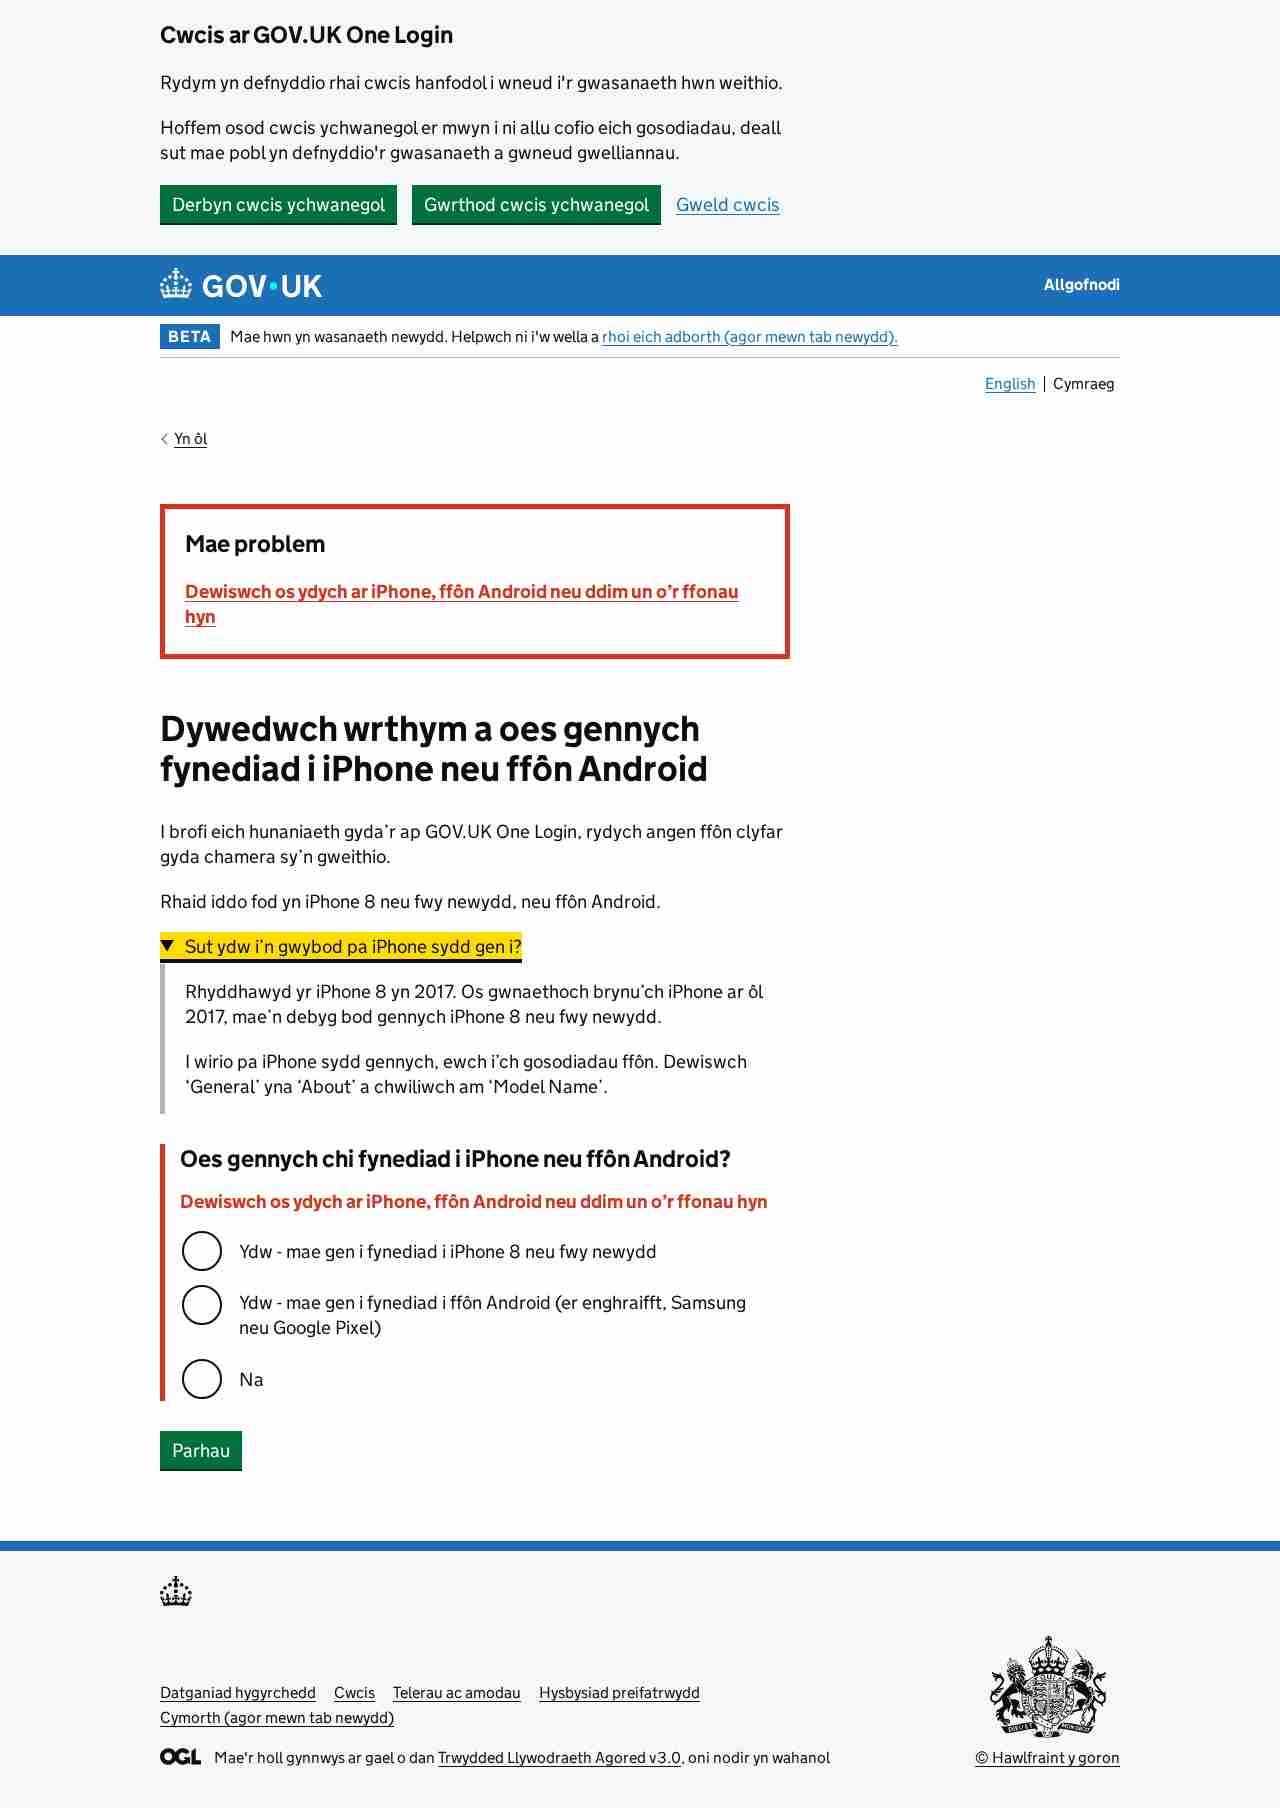 Cwcis ar GOV.UK One Login
Rydym yn defnyddio rhai cwcis hanfodol i wneud i'r gwasanaeth hwn weithio.
Hoffem osod cwcis ychwanegol er mwyn i ni allu cofio eich gosodiadau, deall
sut mae pobl yn defnyddio'r gwasanaeth a gwneud gwelliannau.
Derbyn cwcis ychwanegol
Gwrthod cwcis ychwanegol
Gweld cwcis
GOV·UK
Allgofnodi
BETA
Mae hwn yn wasanaeth newydd. Helpwch ni i'w wella a rhoi eich adborth (agor mewn tab newydd).
English
Cymraeg
Yn ôl
Mae problem
Dewiswch os ydych ar iPhone, ffôn Android neu ddim un o’r ffonau
hyn
Dywedwch wrthym a oes gennych
fynediad i iPhone neu ffôn Android
I brofi eich hunaniaeth gyda’r ap GOV.UK One Login, rydych angen ffôn clyfar
gyda chamera sy’n gweithio.
Rhaid iddo fod yn iPhone 8 neu fwy newydd, neu ffôn Android.
Sut ydw i’n gwybod pa iPhone sydd gen i?
Rhyddhawyd yr iPhone 8 yn 2017. Os gwnaethoch brynu’ch iPhone ar ôl
2017, mae’n debyg bod gennych iPhone 8 neu fwy newydd.
I wirio pa iPhone sydd gennych, ewch i’ch gosodiadau ffôn. Dewiswch
‘General’ yna ‘About’ a chwiliwch am ‘Model Name’.
Oes gennych chi fynediad i iPhone neu ffôn Android?
Dewiswch os ydych ar iPhone, ffôn Android neu ddim un o’r ffonau hyn
Ydw - mae gen i fynediad i iPhone 8 neu fwy newydd
Ydw - mae gen i fynediad i ffôn Android (er enghraifft, Samsung
neu Google Pixel)
Na
Parhau
Datganiad hygyrchedd
Cwcis
Telerau ac amodau
Hysbysiad preifatrwydd
Cymorth (agor mewn tab newydd)
OGL
Mae'r holl gynnwys ar gael o dan Trwydded Llywodraeth Agored v3.0, oni nodir yn wahanol
© Hawlfraint y goron